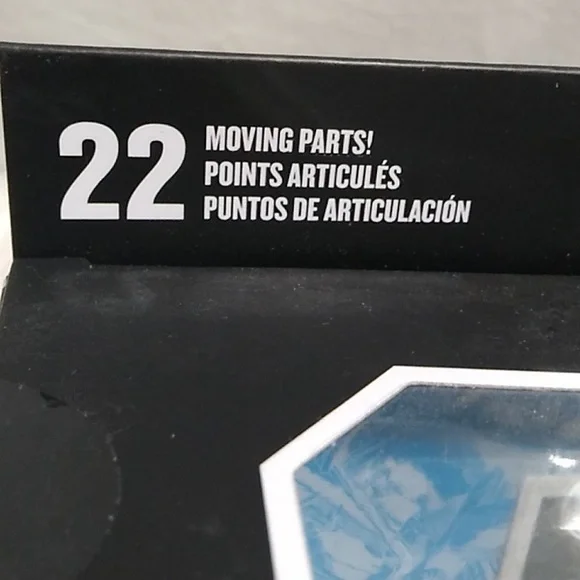 22
MOVING PARTS!
POINTS ARTICULÉS
PUNTOS DE ARTICULACIÓN